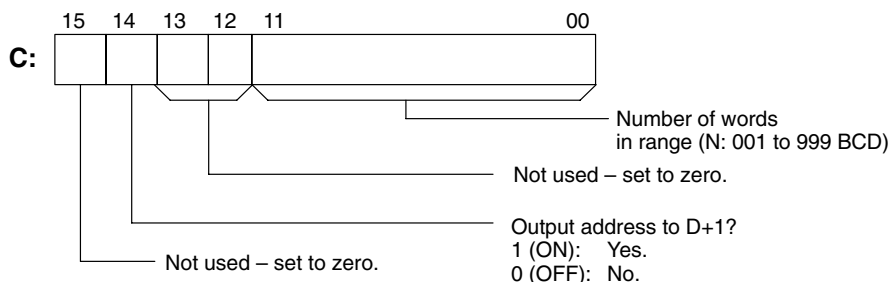 15 14 13 12 11 00
C:
Number of words
in range (N: 001 to 999 BCD)
Not used – set to zero.
Output address to D+1?
1 (ON): Yes.
0 (OFF): No.
Not used – set to zero.